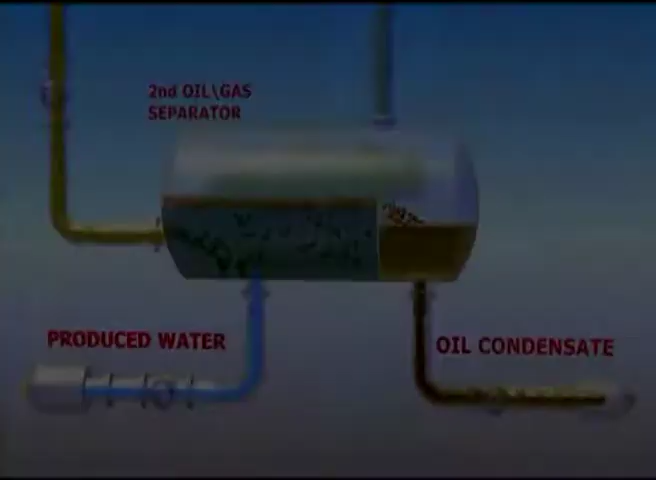 2nd OIL\GAS
SEPARATOR
PRODUCED WATER
OIL CONDENSATE